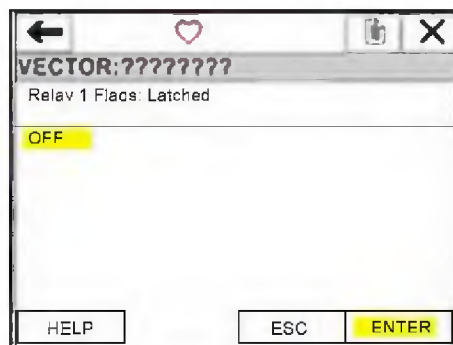 VECTOR:????????
Relay 1 Flags: Latched
OFF
HELP ESC ENTER